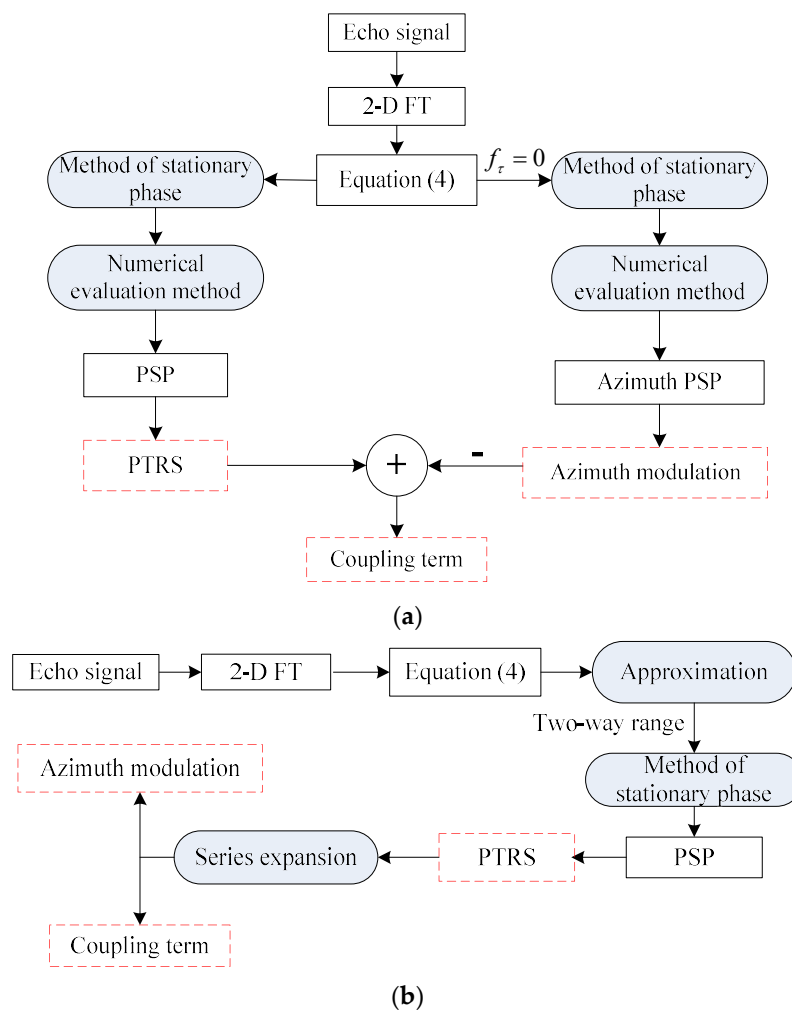 Echo signal
2-D FT
Equation (4)
f_τ = 0
Method of stationary
phase
Method of stationary
phase
Numerical
evaluation method
Numerical
evaluation method
PSP
Azimuth PSP
PTRS
+
-
Azimuth modulation
Coupling term
(a)
Echo signal
2-D FT
Equation (4)
Approximation
Two-way range
Azimuth modulation
Method of
stationary phase
Series expansion
PTRS
PSP
Coupling term
(b)